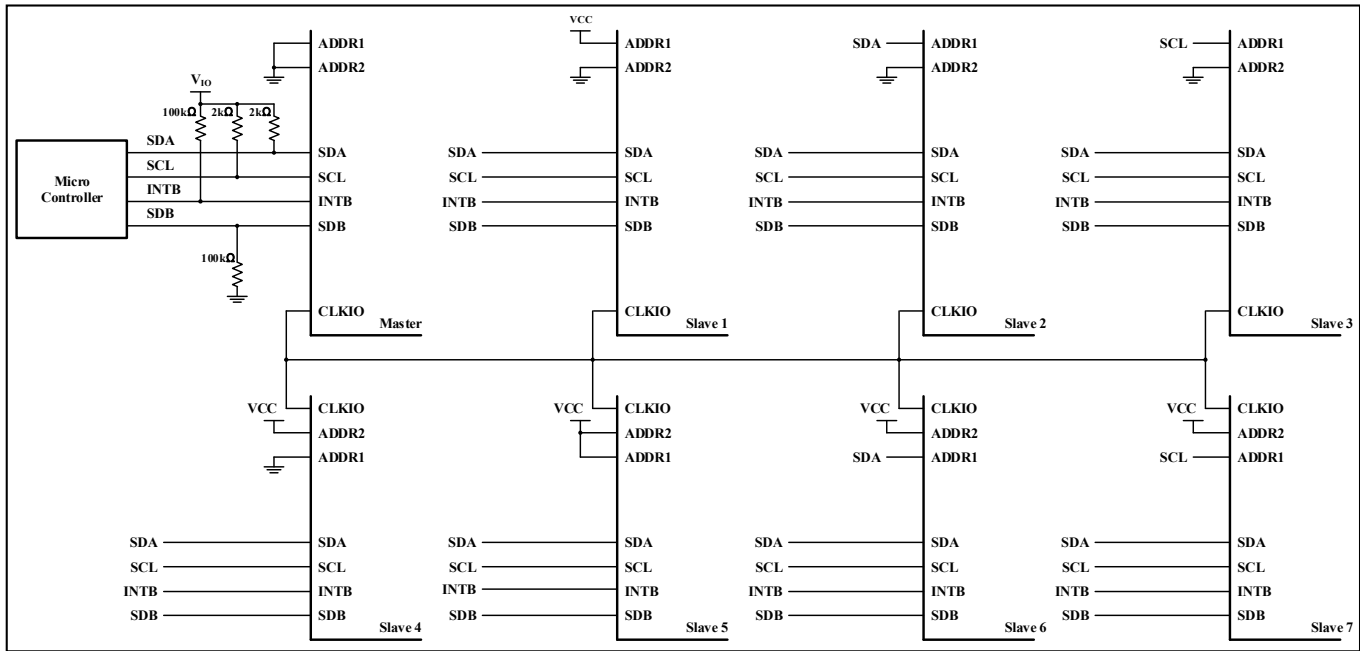 VCC
ADDR1
ADDR1
SDA
ADDR1
SCL
ADDR1
ADDR2
ADDR2
ADDR2
ADDR2
VIO
100kΩ
2kΩ
2kΩ
Micro
Controller
SDA
SCL
INTB
SDB
SDA
SCL
INTB
SDB
100kΩ
CLKIO
Master
SDA
SCL
INTB
SDB
SDA
SCL
INTB
SDB
CLKIO
Slave 1
SDA
SCL
INTB
SDB
SDA
SCL
INTB
SDB
CLKIO
Slave 2
SDA
SCL
INTB
SDB
SDA
SCL
INTB
SDB
CLKIO
Slave 3
VCC
CLKIO
ADDR2
ADDR1
SDA
SCL
INTB
SDB
SDA
SCL
INTB
SDB
Slave 4
VCC
CLKIO
ADDR2
ADDR1
SDA
SCL
INTB
SDB
SDA
SCL
INTB
SDB
Slave 5
VCC
CLKIO
ADDR2
SDA
ADDR1
SDA
SCL
INTB
SDB
SDA
SCL
INTB
SDB
Slave 6
VCC
CLKIO
ADDR2
SCL
ADDR1
SDA
SCL
INTB
SDB
SDA
SCL
INTB
SDB
Slave 7